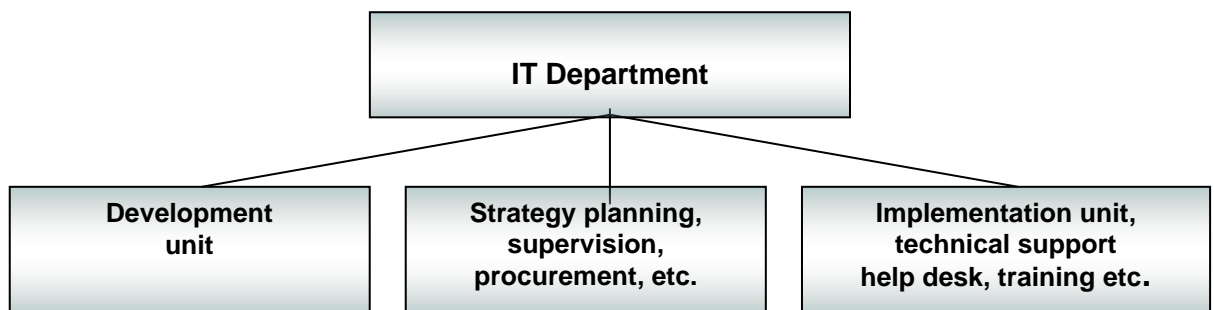 IT Department
Development
unit
Strategy planning,
supervision,
procurement, etc.
Implementation unit,
technical support
help desk, training etc.